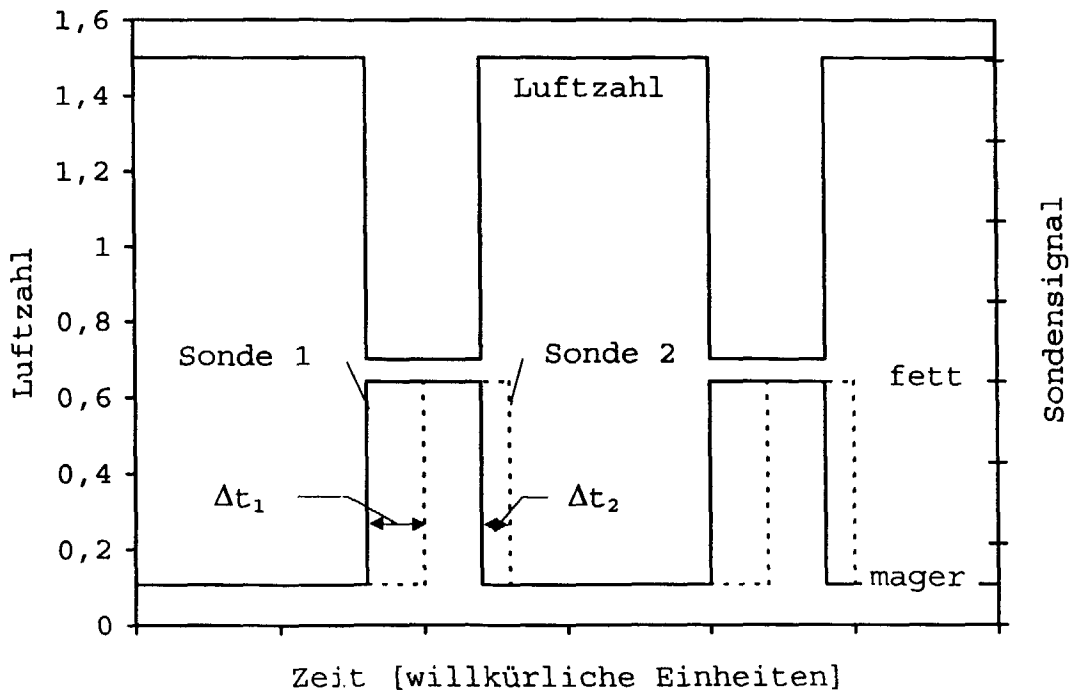 1,6
1,4
1,2
1
0,8
0,6
0,4
0,2
0
Luftzahl
Luftzahl
Sonde 1
Sonde 2
fett
Δt₁
Δt₂
mager
Sondensignal
Zeit [willkürliche Einheiten]